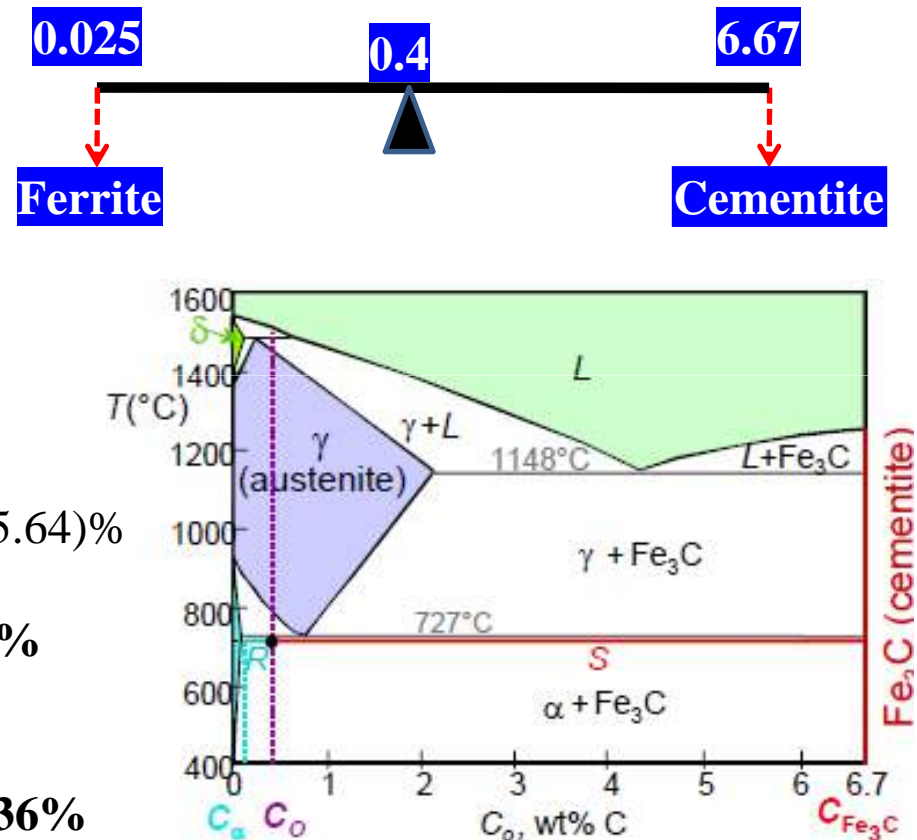 0.025
0.4
6.67
Ferrite
Cementite
5.64)%
%
36%
1600
δ
1400
T(°C)
L
γ+L
γ
(austenite)
1200
1148°C
L+Fe₃C
1000
γ + Fe₃C
800
727°C
R
S
600
α + Fe₃C
400
0
1
2
3
4
5
6
6.7
Cα
Co
Co, wt% C
CFe₃C
Fe₃C (cementite)